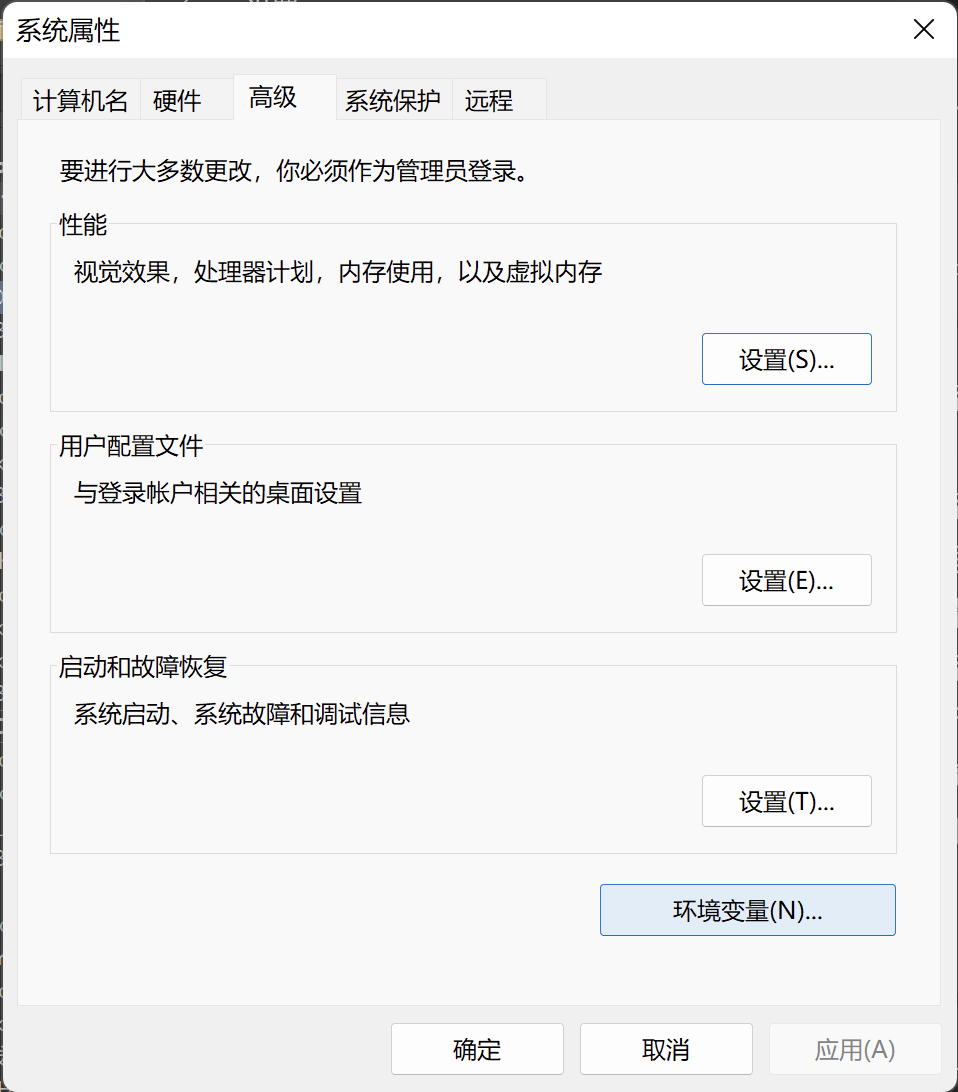 系统属性
计算机名
硬件
高级
系统保护
远程
要进行大多数更改，你必须作为管理员登录。
性能
视觉效果，处理器计划，内存使用，以及虚拟内存
设置(S)...
用户配置文件
与登录帐户相关的桌面设置
设置(E)...
启动和故障恢复
系统启动、系统故障和调试信息
设置(T)...
环境变量(N)...
确定
取消
应用(A)